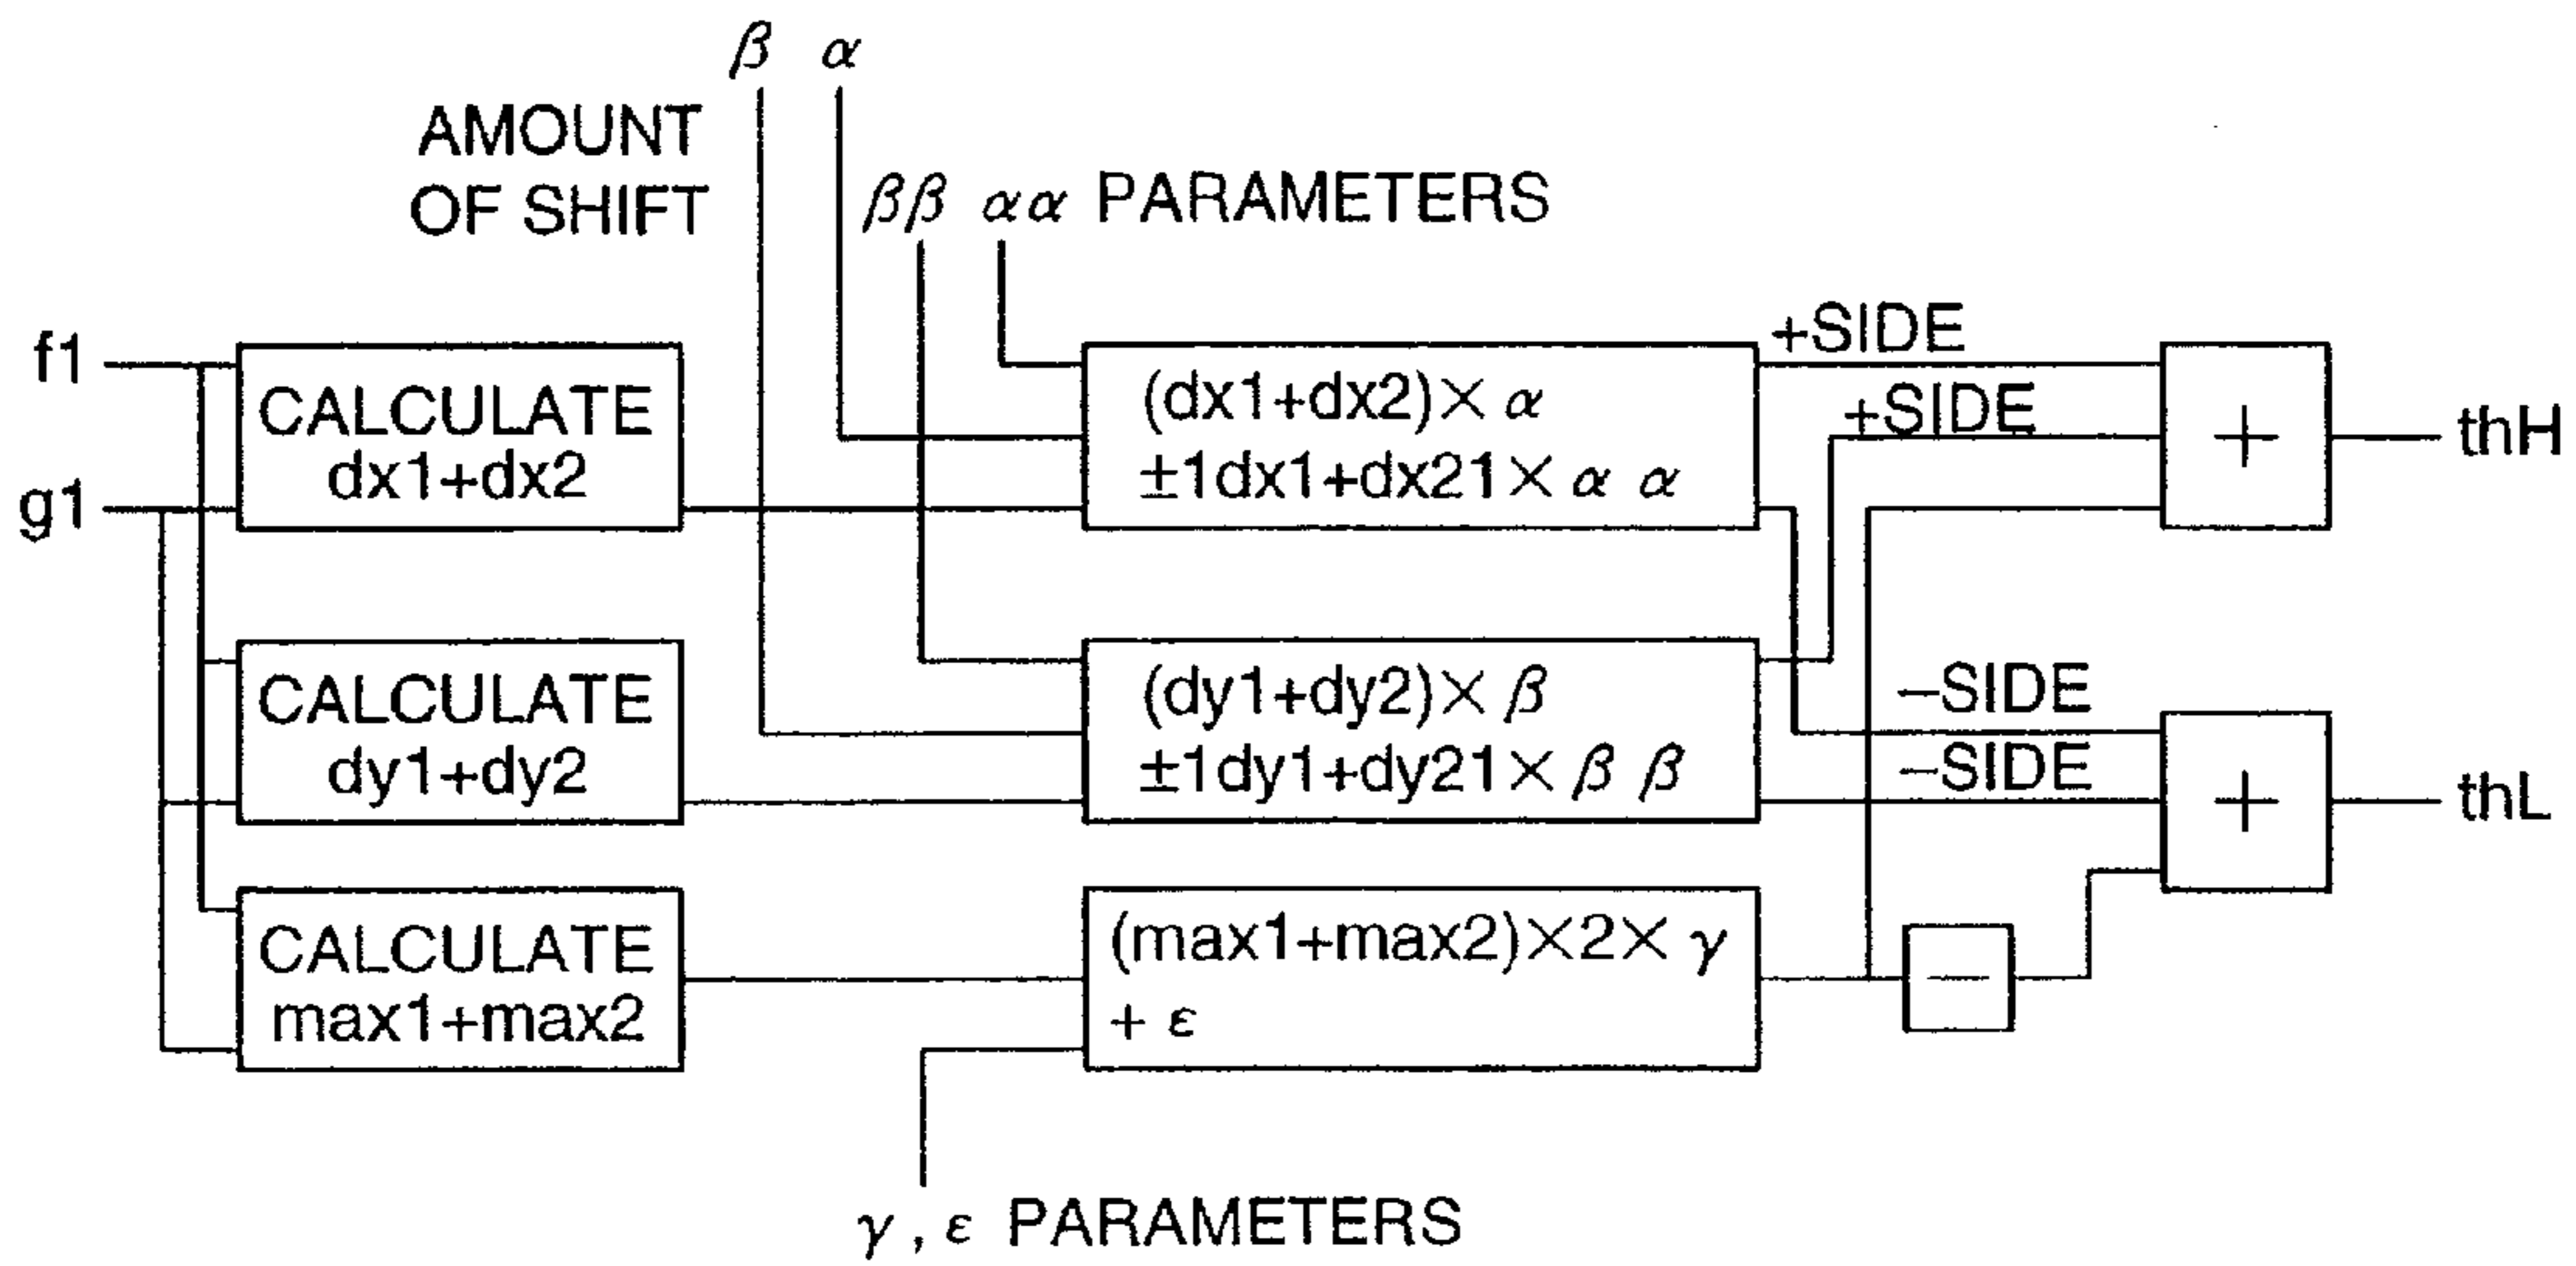 β α
AMOUNT
OF SHIFT
ββ αα PARAMETERS
f1
g1
CALCULATE
dx1+dx2
(dx1+dx2)× α
±1dx1+dx21× α α
+SIDE
+SIDE
+
thH
CALCULATE
dy1+dy2
(dy1+dy2)× β
±1dy1+dy21× β β
−SIDE
−SIDE
+
thL
CALCULATE
max1+max2
(max1+max2)×2× γ
+ ε
−
γ , ε PARAMETERS